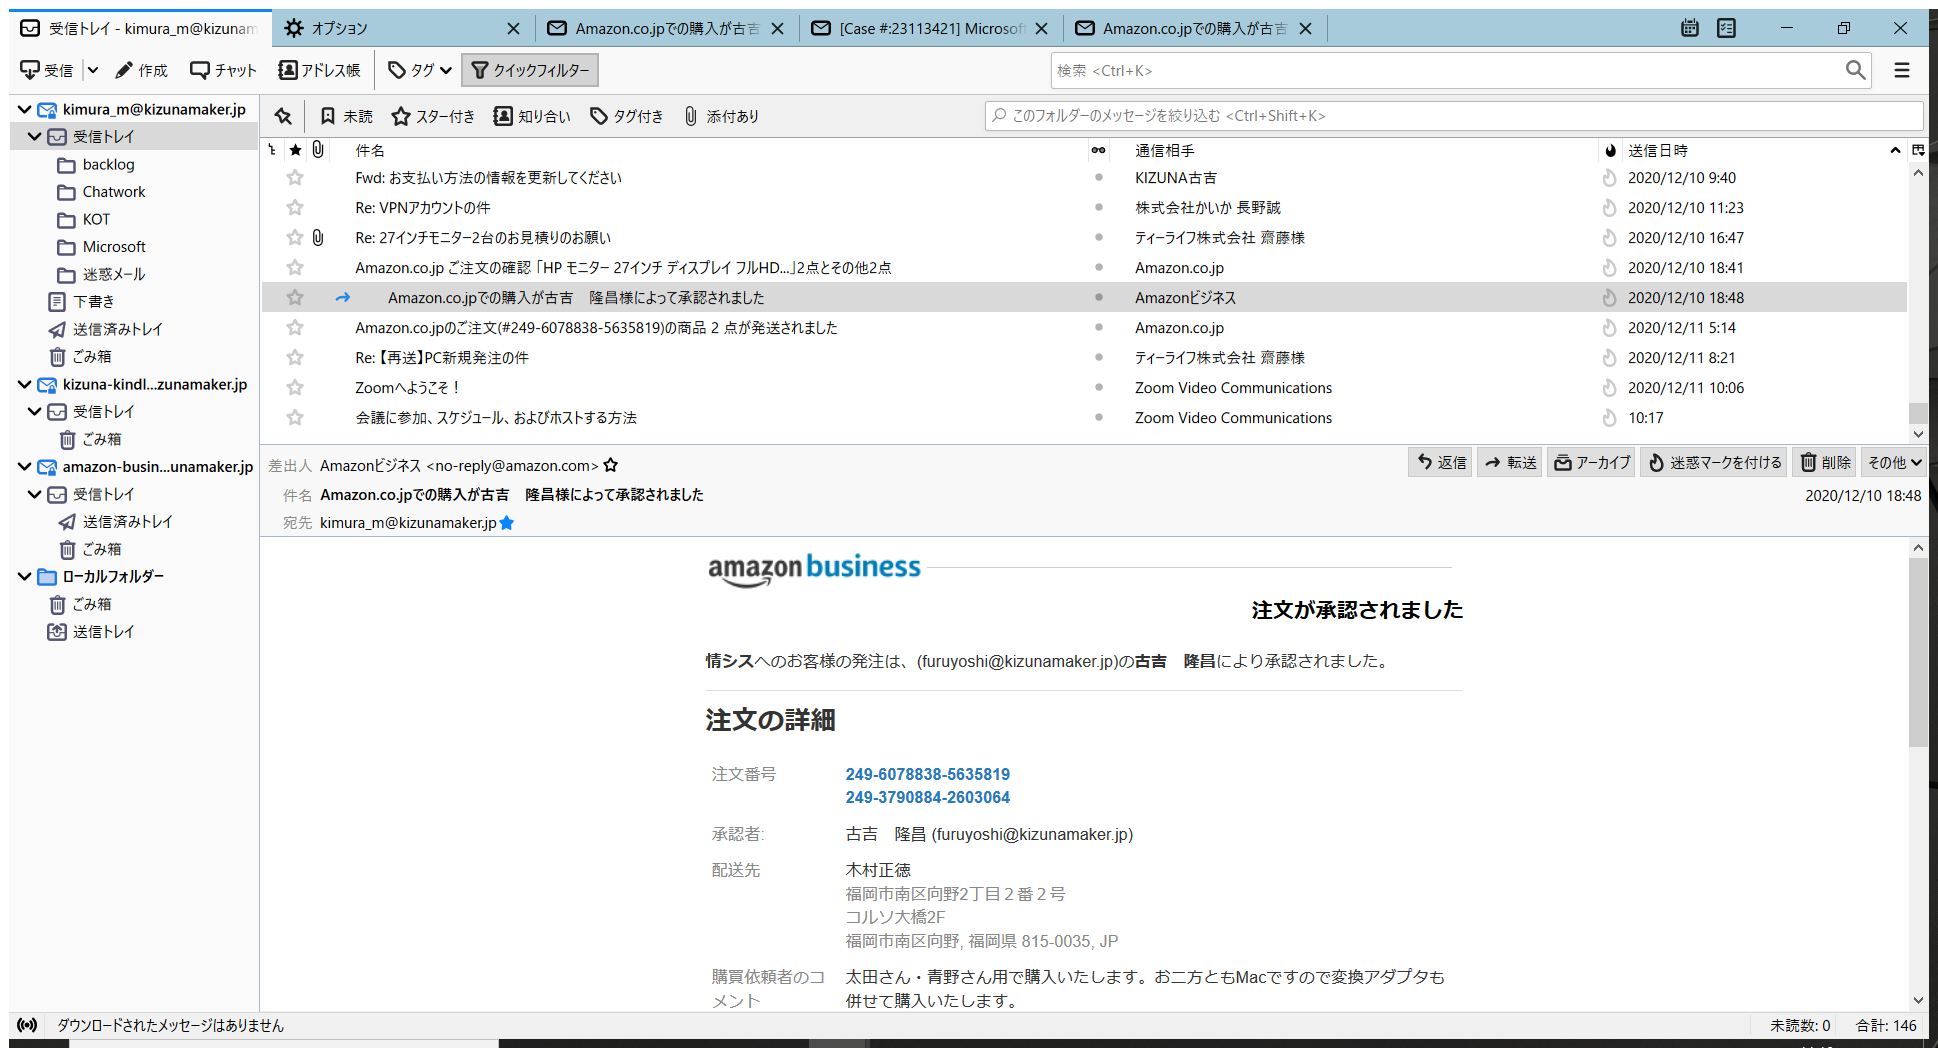 受信トレイ - kimura_m@kizunam
オプション
Amazon.co.jpでの購入が古吉
[Case #:23113421] Microsoft
Amazon.co.jpでの購入が古吉
受信
作成
チャット
アドレス帳
タグ
クイックフィルター
検索 <Ctrl+K>
kimura_m@kizunamaker.jp
受信トレイ
backlog
Chatwork
KOT
Microsoft
迷惑メール
下書き
送信済みトレイ
ごみ箱
kizuna-kindl...zunamaker.jp
受信トレイ
ごみ箱
amazon-busin...unamaker.jp
受信トレイ
送信済みトレイ
ごみ箱
ローカルフォルダー
ごみ箱
送信トレイ
未読
スター付き
知り合い
タグ付き
添付あり
このフォルダーのメッセージを絞り込む <Ctrl+Shift+K>
件名 通信相手 送信日時
Fwd: お支払い方法の情報を更新してください KIZUNA古吉 2020/12/10 9:40
Re: VPNアカウントの件 株式会社かいか 長野誠 2020/12/10 11:23
Re: 27インチモニター2台のお見積りのお願い ティーライフ株式会社 齋藤様 2020/12/10 16:47
Amazon.co.jp ご注文の確認 「HP モニター 27インチ ディスプレイ フルHD...」2点とその他2点 Amazon.co.jp 2020/12/10 18:41
Amazon.co.jpでの購入が古吉　隆昌様によって承認されました Amazonビジネス 2020/12/10 18:48
Amazon.co.jpのご注文(#249-6078838-5635819)の商品 2 点が発送されました Amazon.co.jp 2020/12/11 5:14
Re: 【再送】PC新規発注の件 ティーライフ株式会社 齋藤様 2020/12/11 8:21
Zoomへようこそ！ Zoom Video Communications 2020/12/11 10:06
会議に参加、スケジュール、およびホストする方法 Zoom Video Communications 10:17
差出人 Amazonビジネス <no-reply@amazon.com>
返信
転送
アーカイブ
迷惑マークを付ける
削除
その他
件名 Amazon.co.jpでの購入が古吉　隆昌様によって承認されました 2020/12/10 18:48
宛先 kimura_m@kizunamaker.jp
amazon business
注文が承認されました
情シスへのお客様の発注は、(furuyoshi@kizunamaker.jp)の古吉　隆昌により承認されました。
注文の詳細
注文番号 249-6078838-5635819
249-3790884-2603064
承認者: 古吉　隆昌 (furuyoshi@kizunamaker.jp)
配送先 木村正徳
福岡市南区向野2丁目２番２号
コルソ大橋2F
福岡市南区向野, 福岡県 815-0035, JP
購買依頼者のコ 太田さん・青野さん用で購入いたします。お二方ともMacですので変換アダプタも
メント 併せて購入いたします。
ダウンロードされたメッセージはありません
未読数: 0
合計: 146